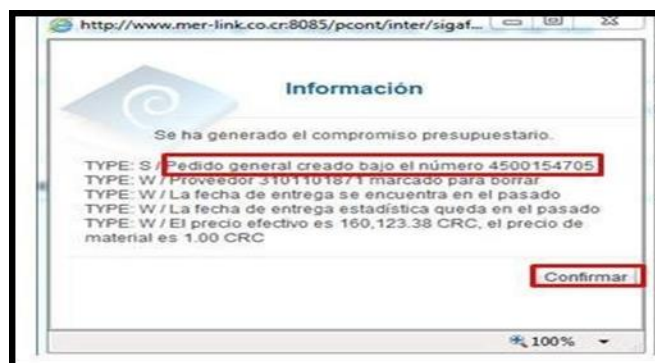 http://www.mer-link.co.cr:8085/pcont/inter/sigaf...
Información
Se ha generado el compromiso presupuestario.
TYPE: S / Pedido general creado bajo el número 4500154705
TYPE: W / Proveedor 3101101871 marcado para borrar
TYPE: W / La fecha de entrega se encuentra en el pasado
TYPE: W / La fecha de entrega estadística queda en el pasado
TYPE: W / El precio efectivo es 160,123.38 CRC, el precio de
material es 1.00 CRC
Confirmar
100%